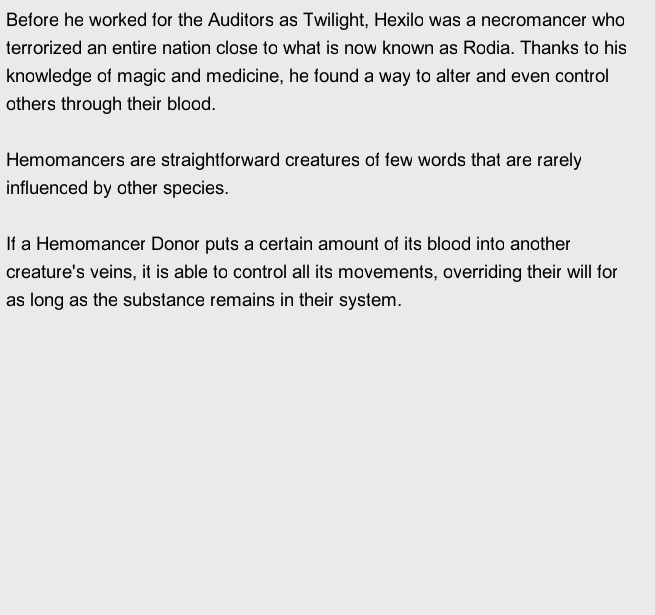 Before he worked for the Auditors as Twilight, Hexilo was a necromancer who
terrorized an entire nation close to what is now known as Rodia. Thanks to his
knowledge of magic and medicine, he found a way to alter and even control
others through their blood.
Hemomancers are straightforward creatures of few words that are rarely
influenced by other species.
If a Hemomancer Donor puts a certain amount of its blood into another
creature's veins, it is able to control all its movements, overriding their will for
as long as the substance remains in their system.